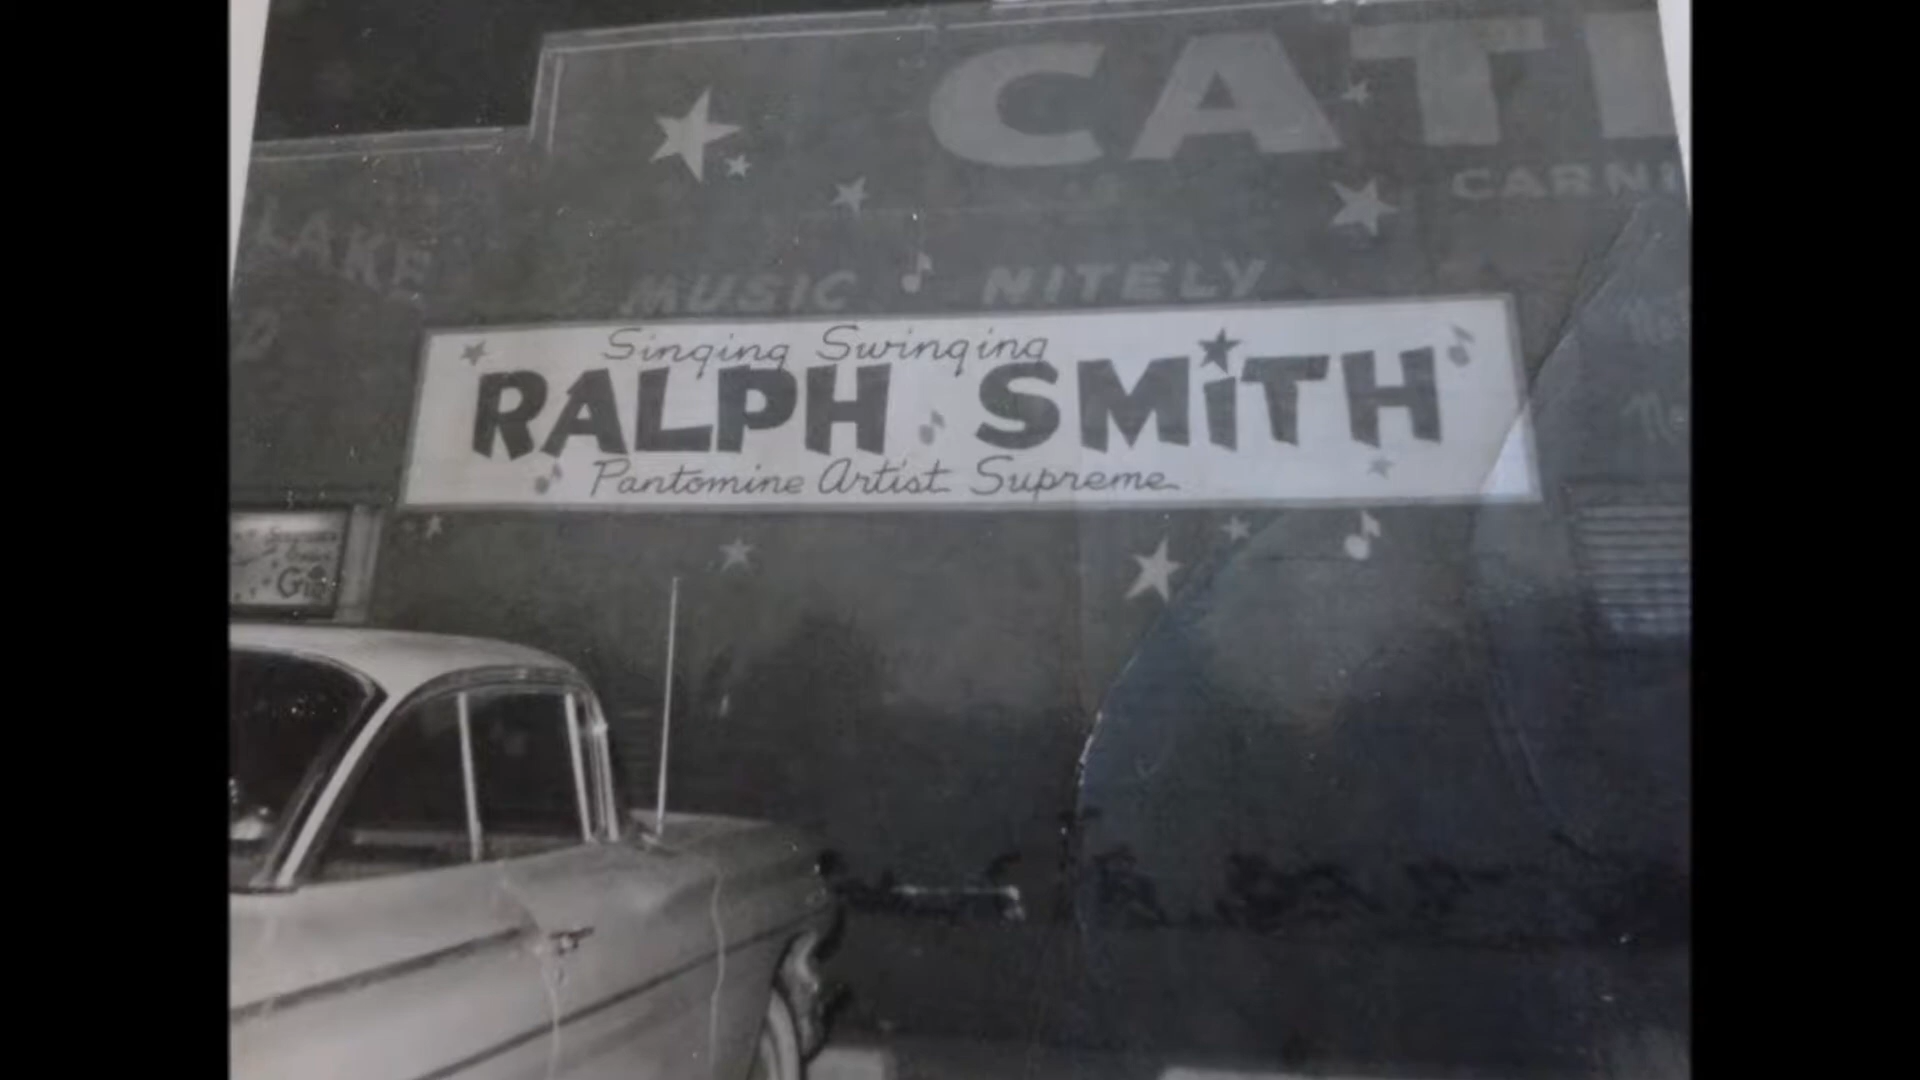 CAT
CARNI
LAKE
MUSIC NITELY
Singing Swinging
RALPH SMiTH
Pantomine Artist Supreme